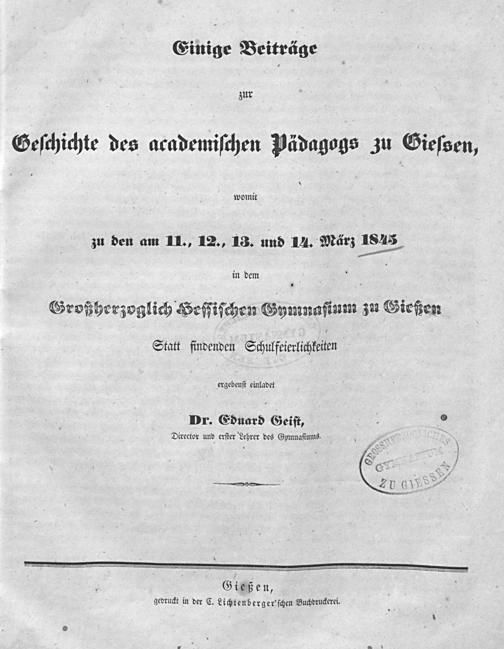 Einige Beiträge
zur
Geschichte des academischen Pädagogs zu Giessen,
womit
zu den am 11., 12., 13. und 14. März 1845
in dem
Großherzoglich Hessischen Gymnasium zu Gießen
Statt findenden Schulfeierlichkeiten
ergebenst einladet
Dr. Eduard Geist,
Director und erster Lehrer des Gymnasiums.
GROSSHERZOGLICHES
GYMNASIUM
ZU GIESSEN
Gießen,
gedruckt in der C. Lichtenberger'schen Buchdruckerei.